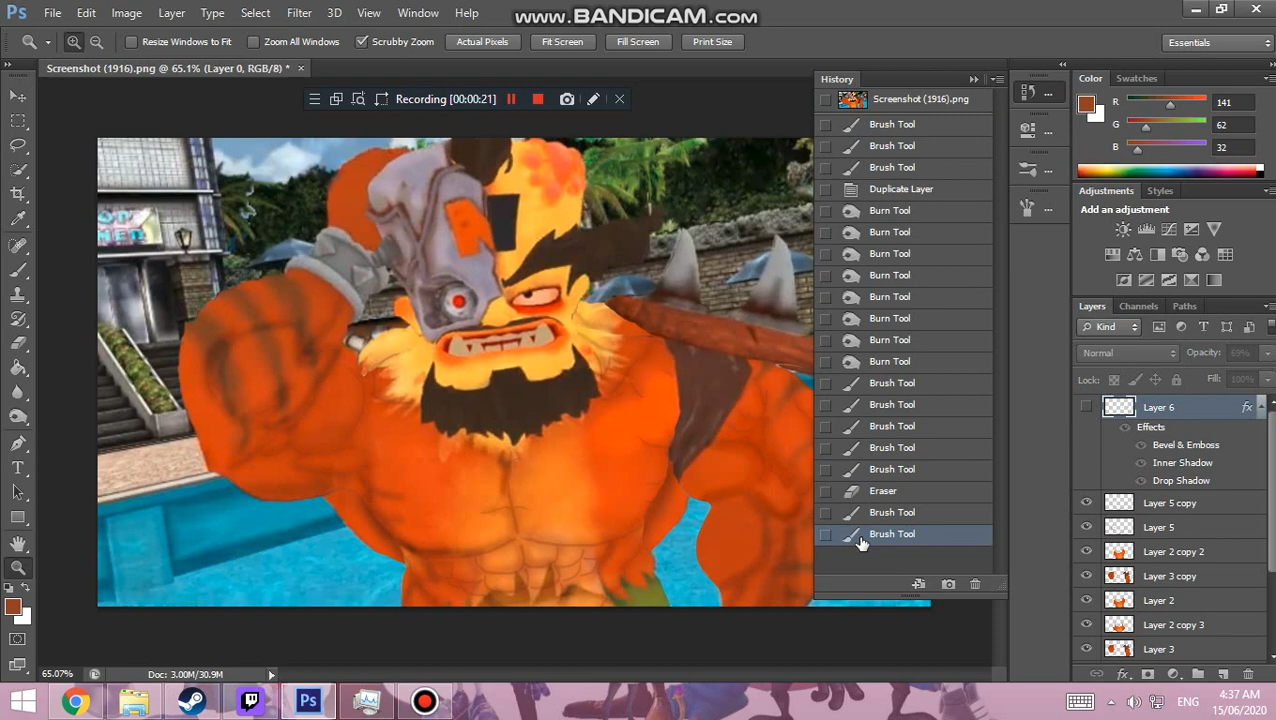 www.BANDICAM.com
Ps File Edit Image Layer Type Select Filter 3D View Window Help
Resize Windows to Fit Zoom All Windows Scrubby Zoom Actual Pixels Fit Screen Fill Screen Print Size Essentials
Screenshot (1916).png @ 65.1% (Layer 0, RGB/8) *
Recording [00:00:21]
History
Screenshot (1916).png
Brush Tool
Brush Tool
Brush Tool
Duplicate Layer
Burn Tool
Burn Tool
Burn Tool
Burn Tool
Burn Tool
Burn Tool
Burn Tool
Burn Tool
Brush Tool
Brush Tool
Brush Tool
Brush Tool
Brush Tool
Eraser
Brush Tool
Brush Tool
Color Swatches
R 141
G 62
B 32
Adjustments Styles
Add an adjustment
Layers Channels Paths
Kind
Normal Opacity: 69%
Lock: Fill: 100%
Layer 6 fx
Effects
Bevel & Emboss
Inner Shadow
Drop Shadow
Layer 5 copy
Layer 5
Layer 2 copy 2
Layer 3 copy
Layer 2
Layer 2 copy 3
Layer 3
65.07% Doc: 3.00M/30.9M
Ps
ENG
4:37 AM
15/06/2020